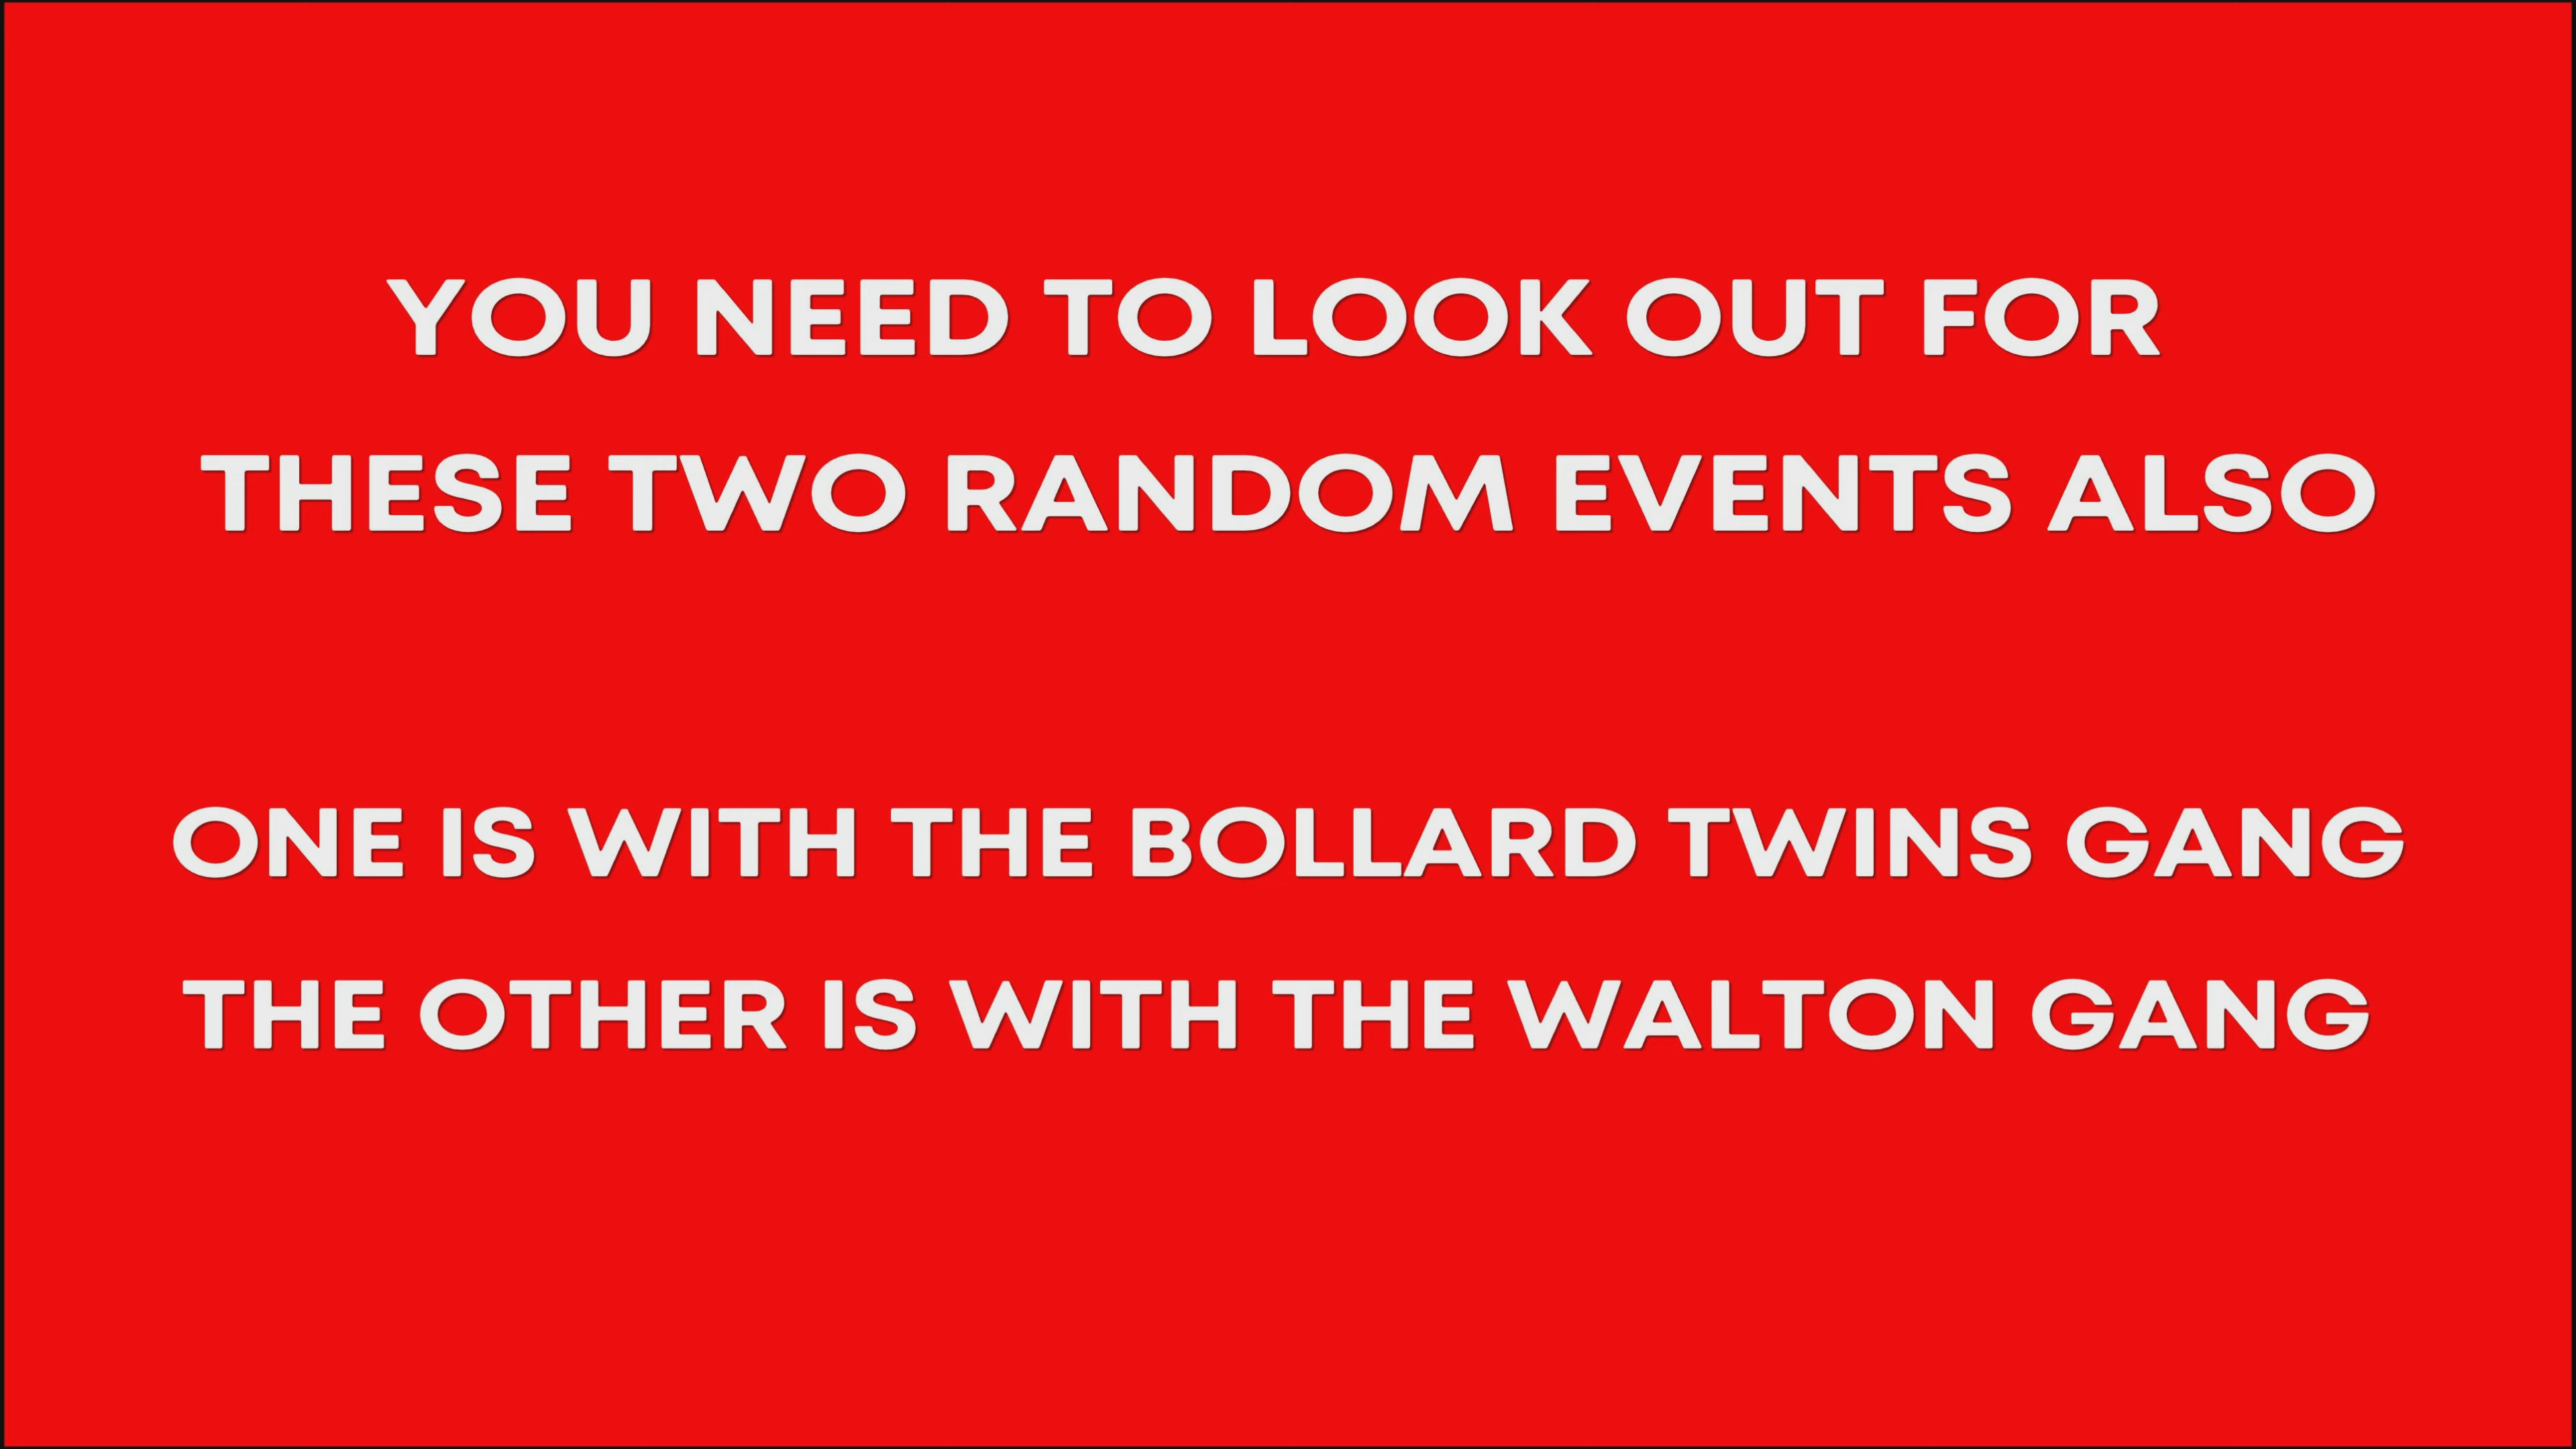 YOU NEED TO LOOK OUT FOR
THESE TWO RANDOM EVENTS ALSO
ONE IS WITH THE BOLLARD TWINS GANG
THE OTHER IS WITH THE WALTON GANG